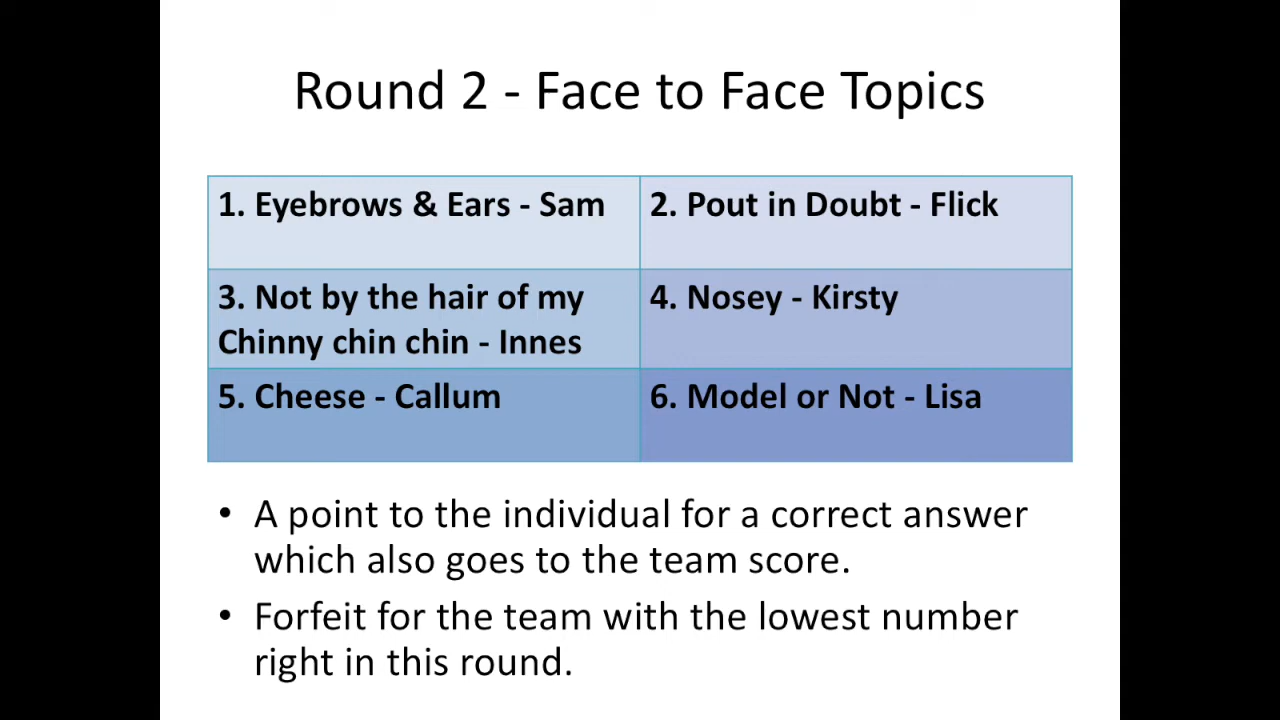 Round 2 - Face to Face Topics
1. Eyebrows & Ears - Sam
2. Pout in Doubt - Flick
3. Not by the hair of my
Chinny chin chin - Innes
4. Nosey - Kirsty
5. Cheese - Callum
6. Model or Not - Lisa
• A point to the individual for a correct answer
which also goes to the team score.
• Forfeit for the team with the lowest number
right in this round.